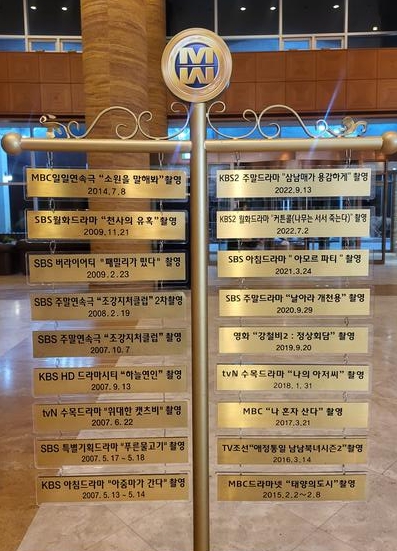 MW
MBC일일연속극 "소원을 말해봐"촬영
2014.7.8
SBS월화드라마 "천사의 유혹"촬영
2009.11.21
SBS 버라이어티 "패밀리가 떴다" 촬영
2009.2.23
SBS 주말연속극 "조강지처클럽" 2차촬영
2008.2.19
SBS 주말연속극 "조강지처클럽" 촬영
2007.10.7
KBS HD 드라마시티 "하늘연인" 촬영
2007.9.13
tvN 수목드라마 "위대한 캣츠비" 촬영
2007.6.22
SBS 특별기획드라마 "푸른물고기" 촬영
2007.5.17~5.18
KBS 아침드라마 "아줌마가 간다" 촬영
2007.5.13~5.14
KBS2 주말드라마 "삼남매가 용감하게" 촬영
2022.9.13
KBS2 월화드라마 "커튼콜(나무는 서서 죽는다)" 촬영
2022.7.2
SBS 아침드라마 "아모르 파티" 촬영
2021.3.24
SBS 주말드라마 "날아라 개천용" 촬영
2020.9.29
영화 "강철비2 : 정상회담" 촬영
2019.9.20
tvN 수목드라마 "나의 아저씨" 촬영
2018.1.31
MBC "나 혼자 산다" 촬영
2017.3.21
TV조선"애정통일 남남북녀시즌2"촬영
2016.3.14
MBC드라마넷 "태양의도시"촬영
2015.2.2~2.8